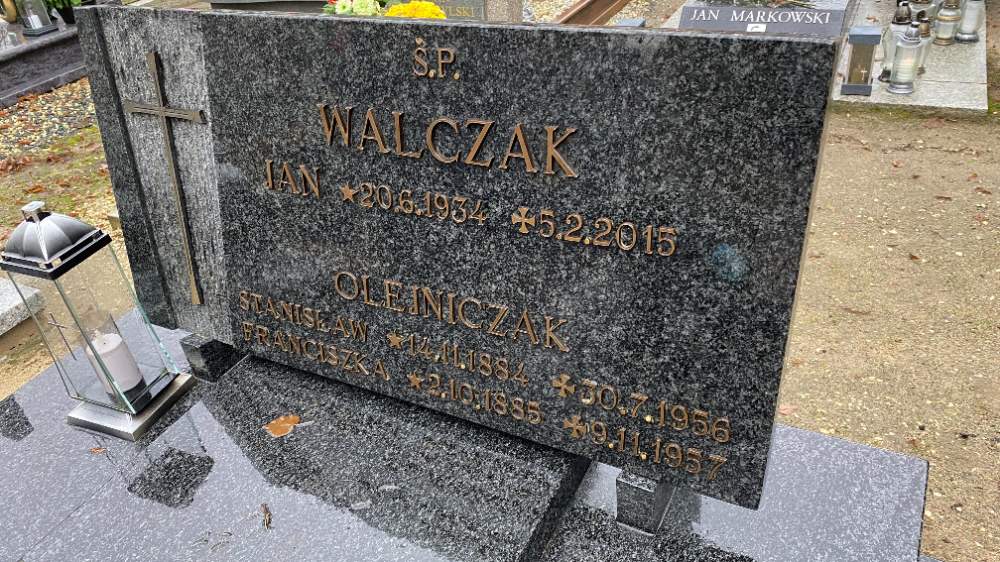 JAN MARKOWSKI
Ś.P.
WALCZAK
JAN ★20.6.1934 ✠5.2.2015
OLEJNICZAK
STANISŁAW ★14.11.1884 ✠30.7.1956
FRANCISZKA ★2.10.1885 ✠9.11.1957